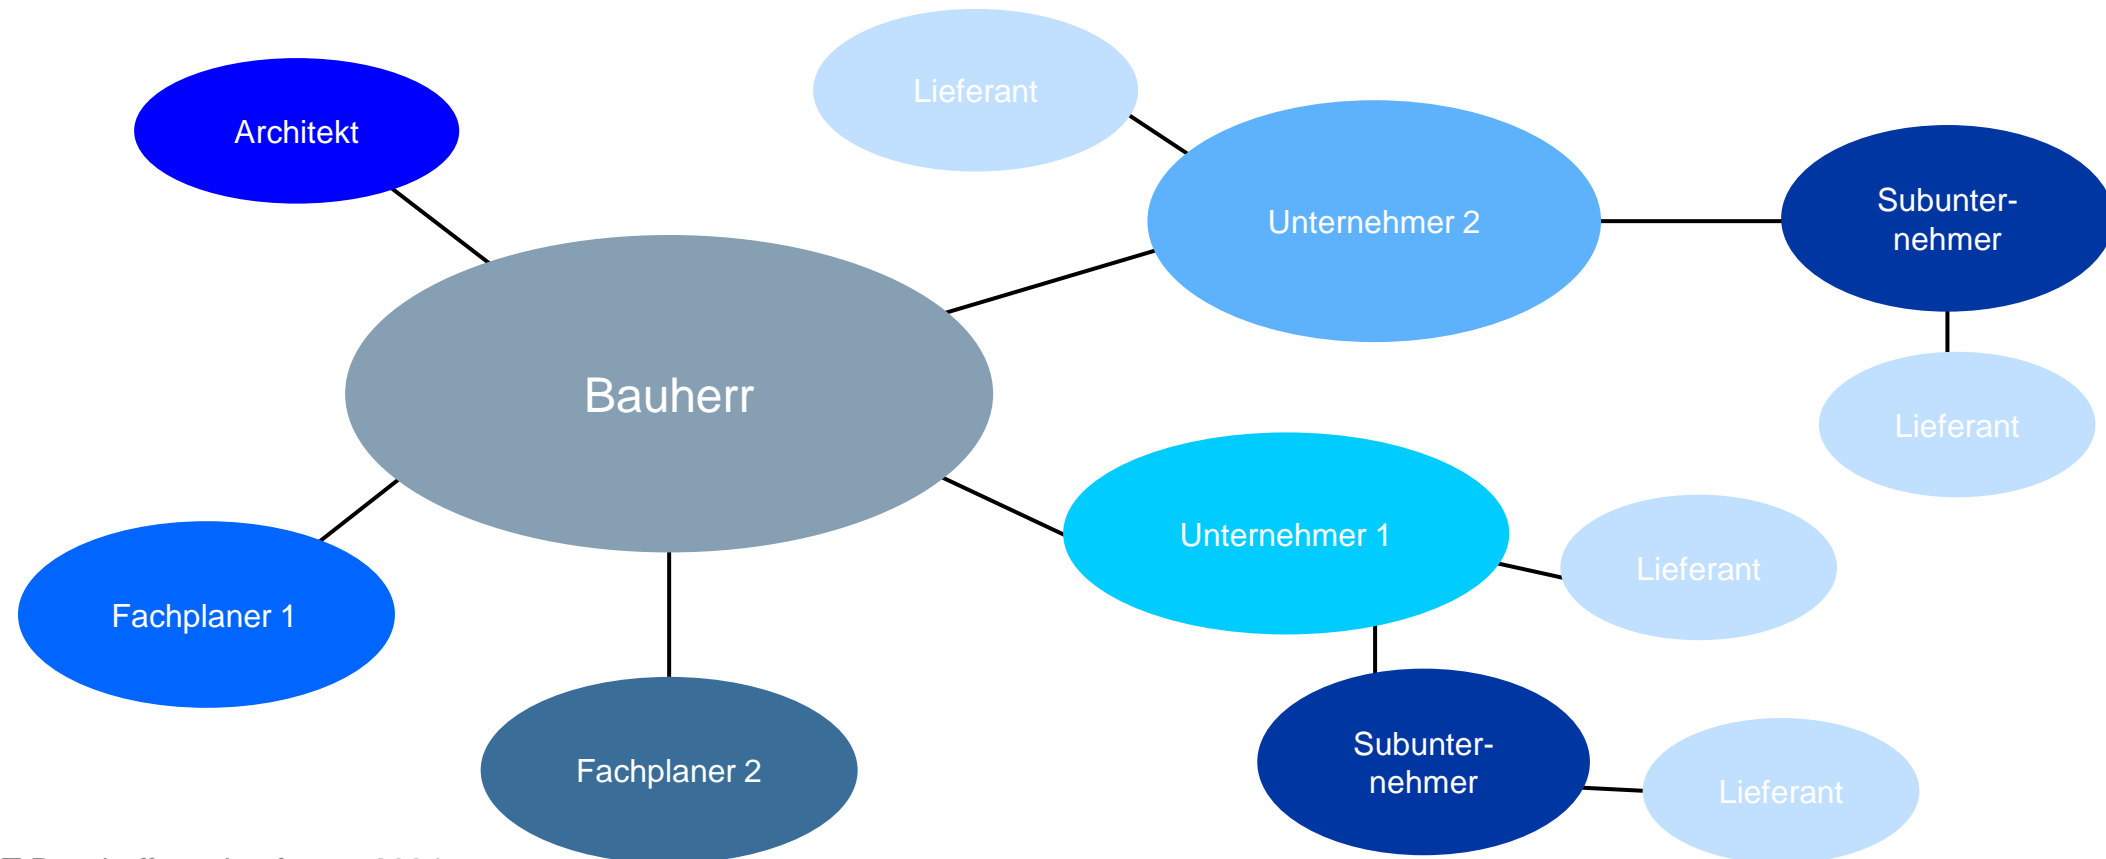 Lieferant
Architekt
Unternehmer 2
Subunter-
nehmer
Bauherr
Lieferant
Unternehmer 1
Lieferant
Fachplaner 1
Subunter-
nehmer
Fachplaner 2
Lieferant